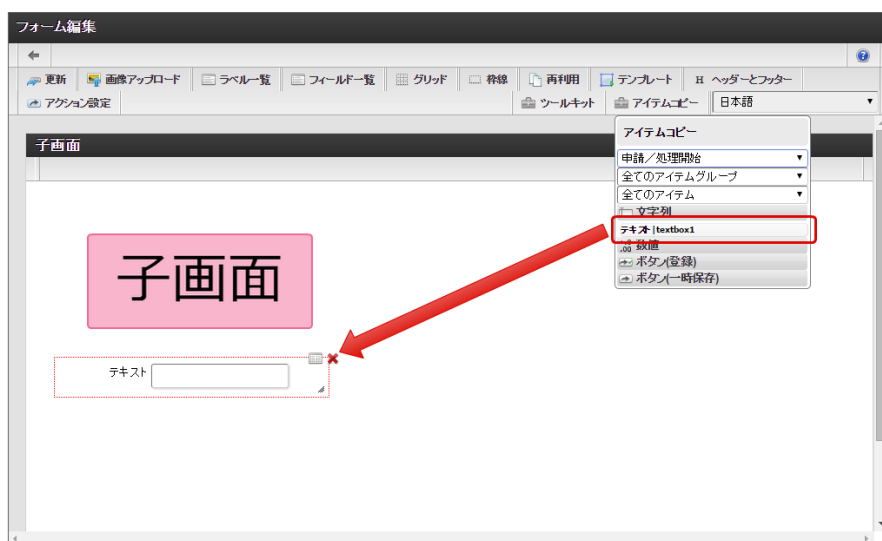 フォーム編集
更新 画像アップロード ラベル一覧 フィールド一覧 グリッド 枠線 再利用 テンプレート H ヘッダーとフッター
アクション設定 ツールキット アイテムコピー 日本語
アイテムコピー
子画面
申請／処理開始
全てのアイテムグループ
全てのアイテム
文字列
テキスト|textbox1
.00 数値
ボタン(登録)
ボタン(一時保存)
子画面
テキスト